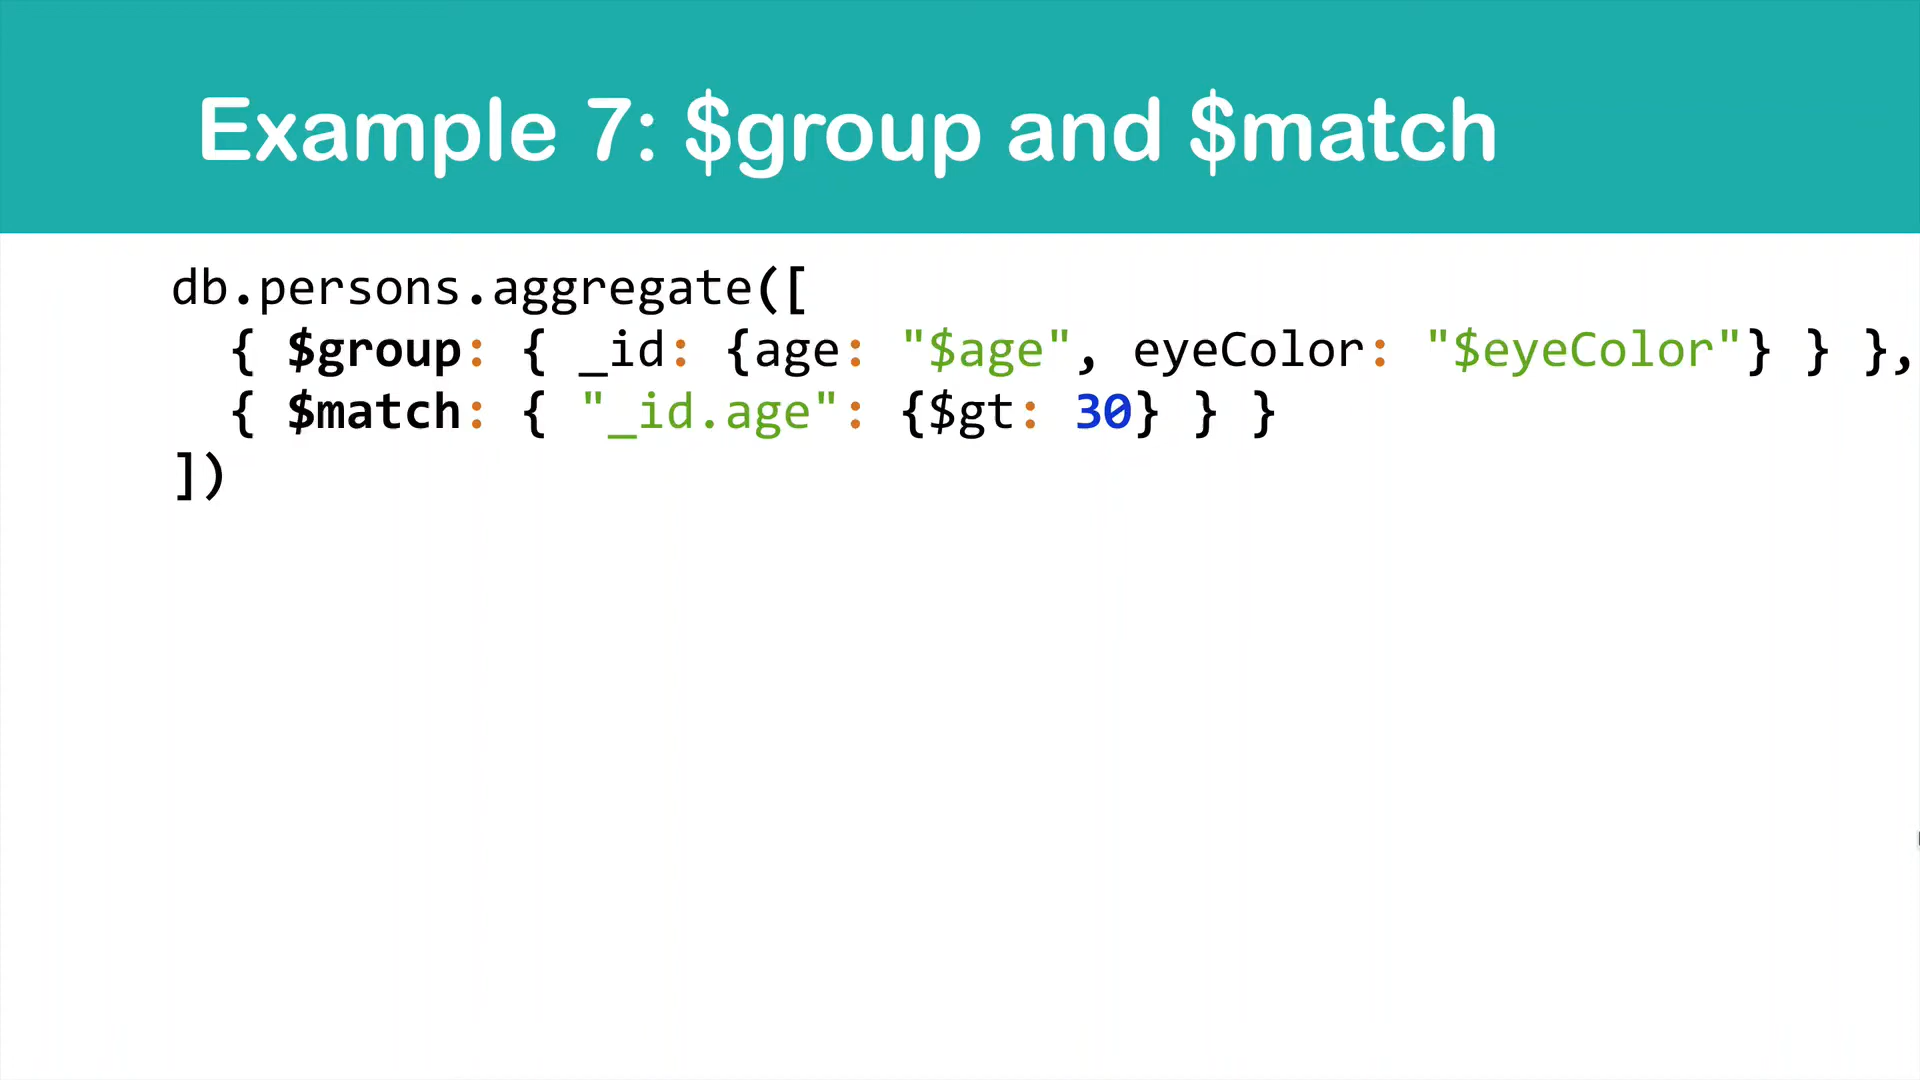 Example 7: $group and $match
db.persons.aggregate([
{ $group: { _id: {age: "$age", eyeColor: "$eyeColor"} } },
{ $match: { "_id.age": {$gt: 30} } }
])